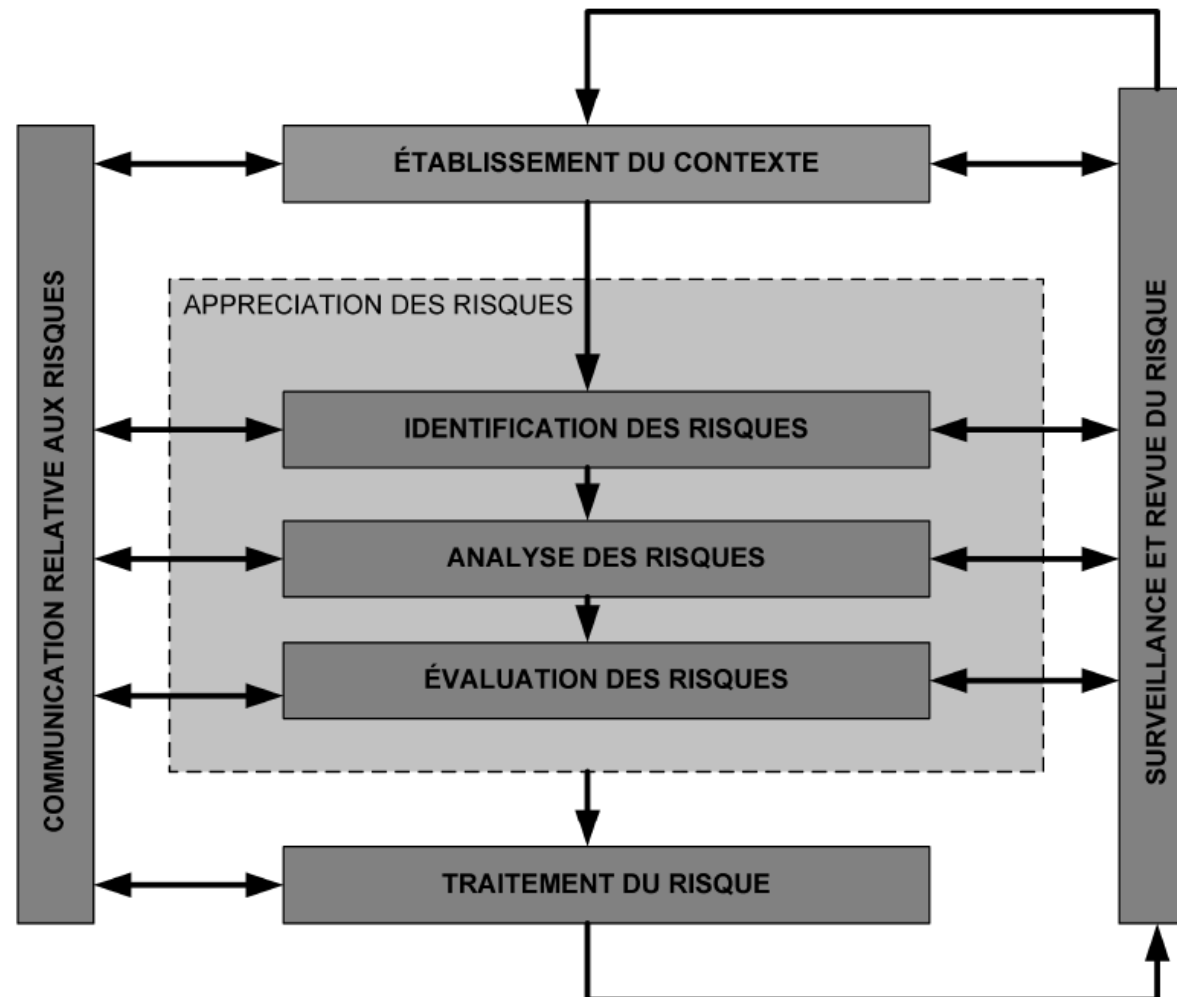 ÉTABLISSEMENT DU CONTEXTE
COMMUNICATION RELATIVE AUX RISQUES
APPRECIATION DES RISQUES
IDENTIFICATION DES RISQUES
ANALYSE DES RISQUES
ÉVALUATION DES RISQUES
TRAITEMENT DU RISQUE
SURVEILLANCE ET REVUE DU RISQUE